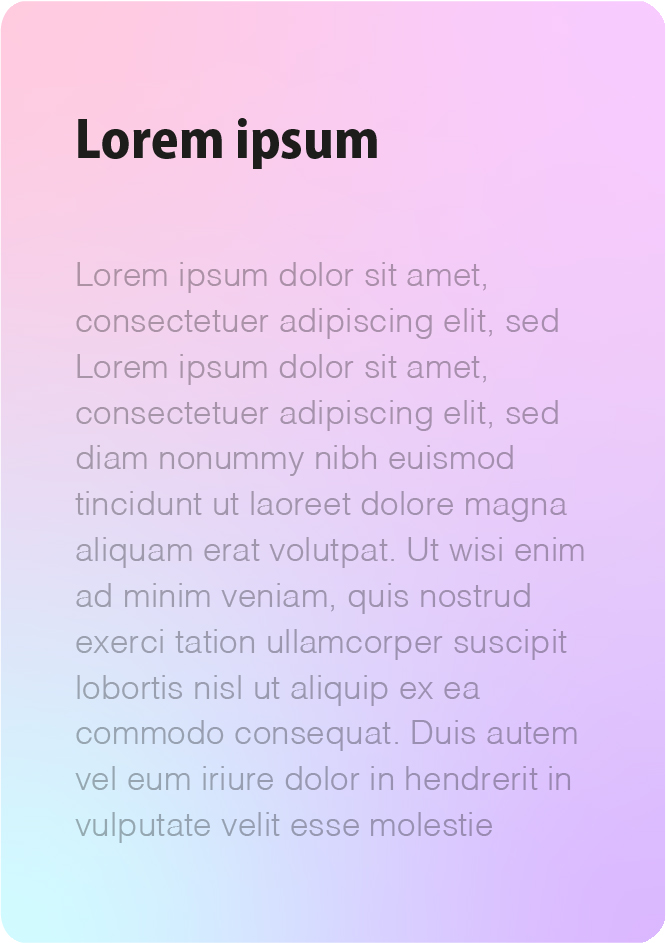 Lorem ipsum
Lorem ipsum dolor sit amet,
consectetuer adipiscing elit, sed
Lorem ipsum dolor sit amet,
consectetuer adipiscing elit, sed
diam nonummy nibh euismod
tincidunt ut laoreet dolore magna
aliquam erat volutpat. Ut wisi enim
ad minim veniam, quis nostrud
exerci tation ullamcorper suscipit
lobortis nisl ut aliquip ex ea
commodo consequat. Duis autem
vel eum iriure dolor in hendrerit in
vulputate velit esse molestie